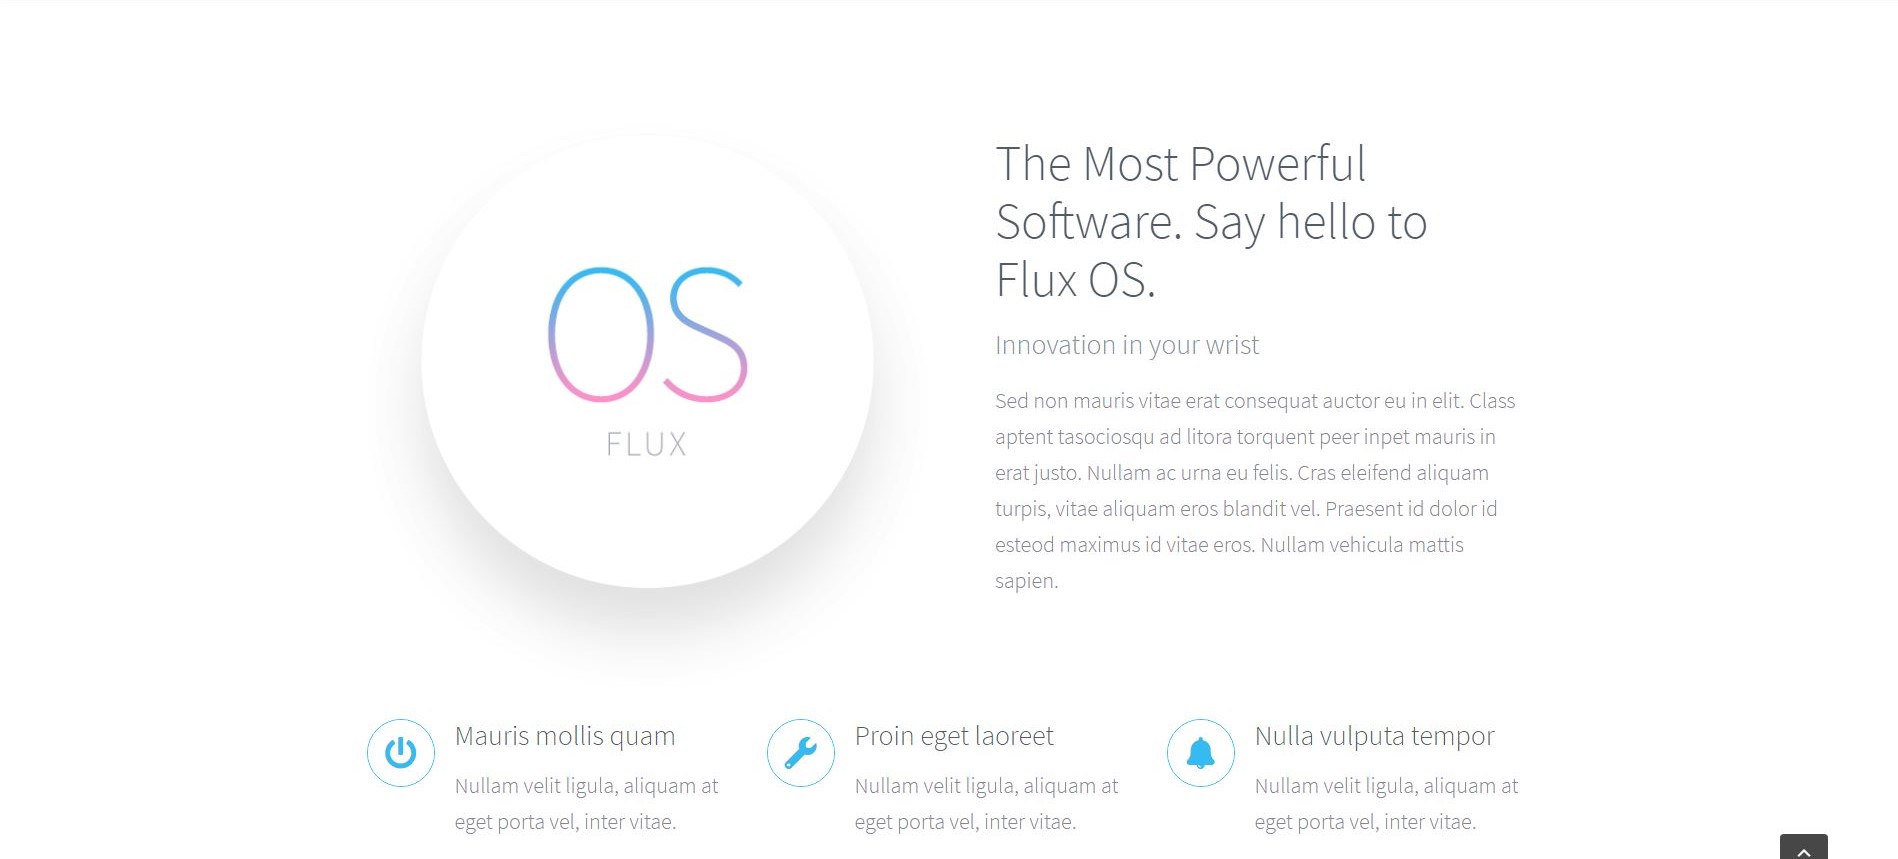 OS
FLUX
The Most Powerful
Software. Say hello to
Flux OS.
Innovation in your wrist
Sed non mauris vitae erat consequat auctor eu in elit. Class
aptent tasociosqu ad litora torquent peer inpet mauris in
erat justo. Nullam ac urna eu felis. Cras eleifend aliquam
turpis, vitae aliquam eros blandit vel. Praesent id dolor id
esteod maximus id vitae eros. Nullam vehicula mattis
sapien.
Mauris mollis quam
Nullam velit ligula, aliquam at
eget porta vel, inter vitae.
Proin eget laoreet
Nullam velit ligula, aliquam at
eget porta vel, inter vitae.
Nulla vulputa tempor
Nullam velit ligula, aliquam at
eget porta vel, inter vitae.